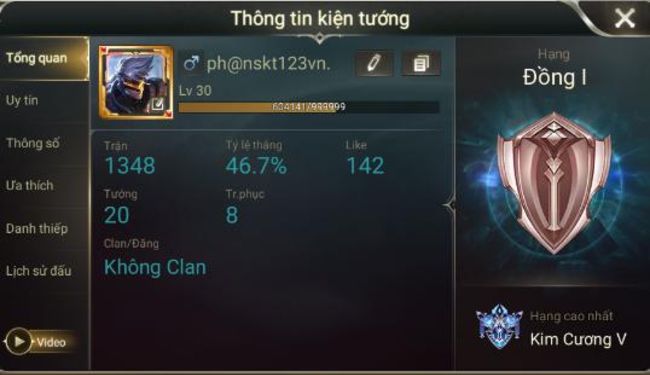 Thông tin kiện tướng
Tổng quan
Uy tín
Thông số
Ưa thích
Danh thiếp
Lịch sử đấu
Video
ph@nskt123vn.
Lv 30
604141/999999
Trận
1348
Tỷ lệ thắng
46.7%
Like
142
Tướng
20
Tr.phục
8
Clan/Đăng
Không Clan
Hạng
Đồng I
Hạng cao nhất
Kim Cương V